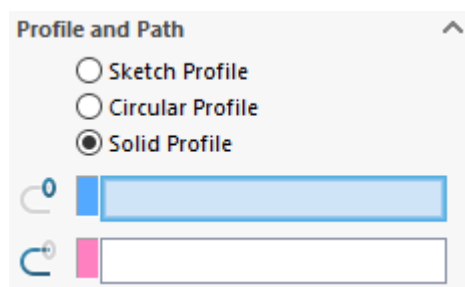 Profile and Path
Sketch Profile
Circular Profile
Solid Profile